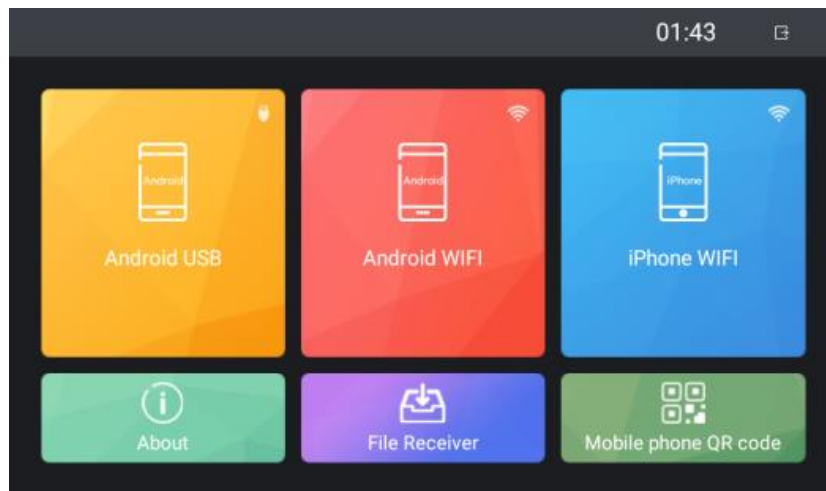 01:43
Android
Android
iPhone
Android USB
Android WIFI
iPhone WIFI
About
File Receiver
Mobile phone QR code